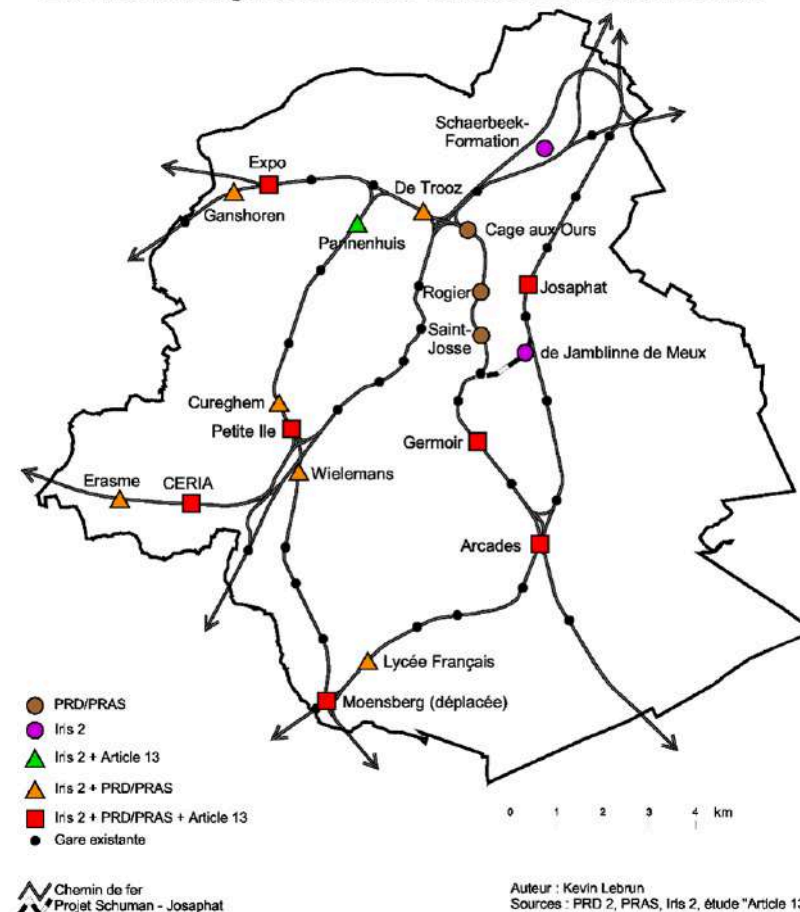 Schaerbeek-
Formation
Expo
De Trooz
Ganshoren
Pannenhuis
Cage aux Ours
Rogier
Josaphat
Saint-
Josse
de Jamblinne de Meux
Cureghem
Petite Ile
Germoir
Erasme
CERIA
Wielemans
Arcades
Lycée Français
Moensberg (déplacée)
PRD/PRAS
Iris 2
Iris 2 + Article 13
Iris 2 + PRD/PRAS
Iris 2 + PRD/PRAS + Article 13
Gare existante
0 1 2 3 4 km
Chemin de fer
Projet Schuman - Josaphat
Auteur : Kevin Lebrun
Sources : PRD 2, PRAS, Iris 2, étude "Article 13